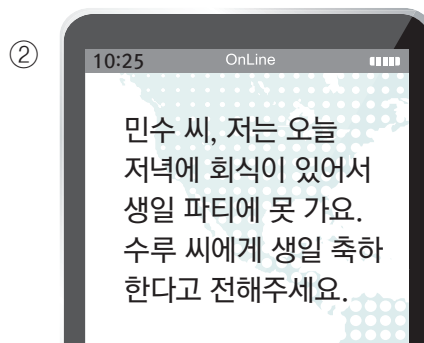 ②
10:25 OnLine
민수 씨, 저는 오늘
저녁에 회식이 있어서
생일 파티에 못 가요.
수루 씨에게 생일 축하
한다고 전해주세요.